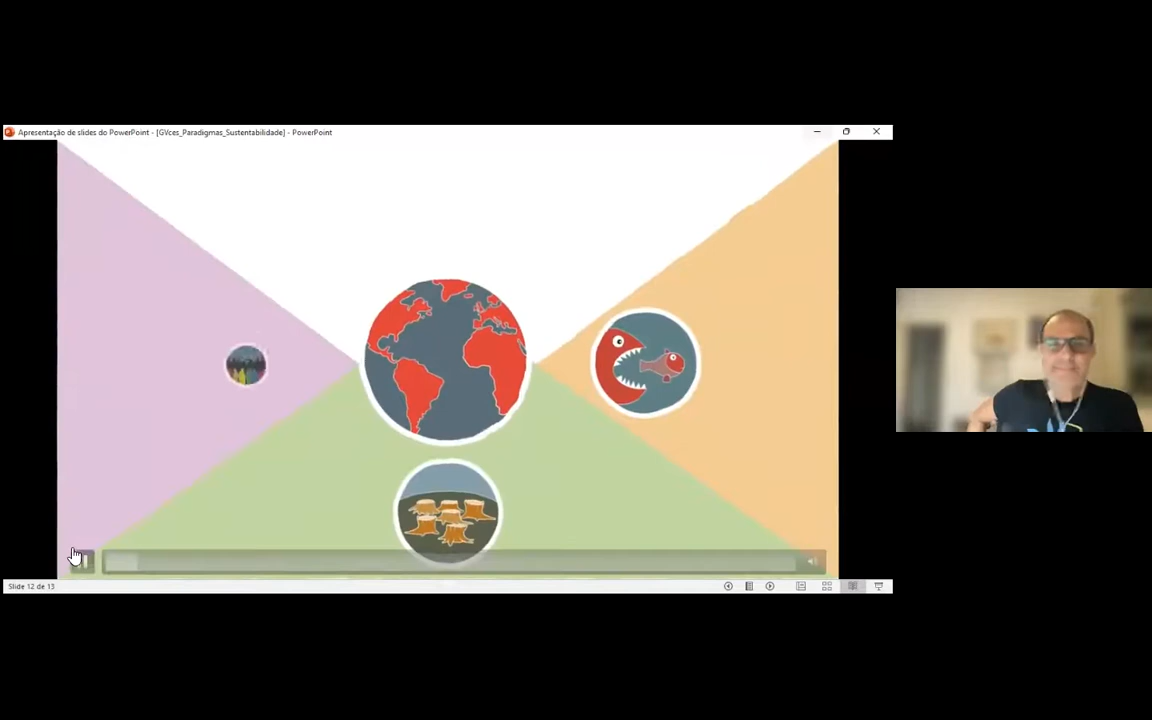 Apresentação de slides do PowerPoint - [GVces_Paradigmas_Sustentabilidade] - PowerPoint
Slide 12 de 13